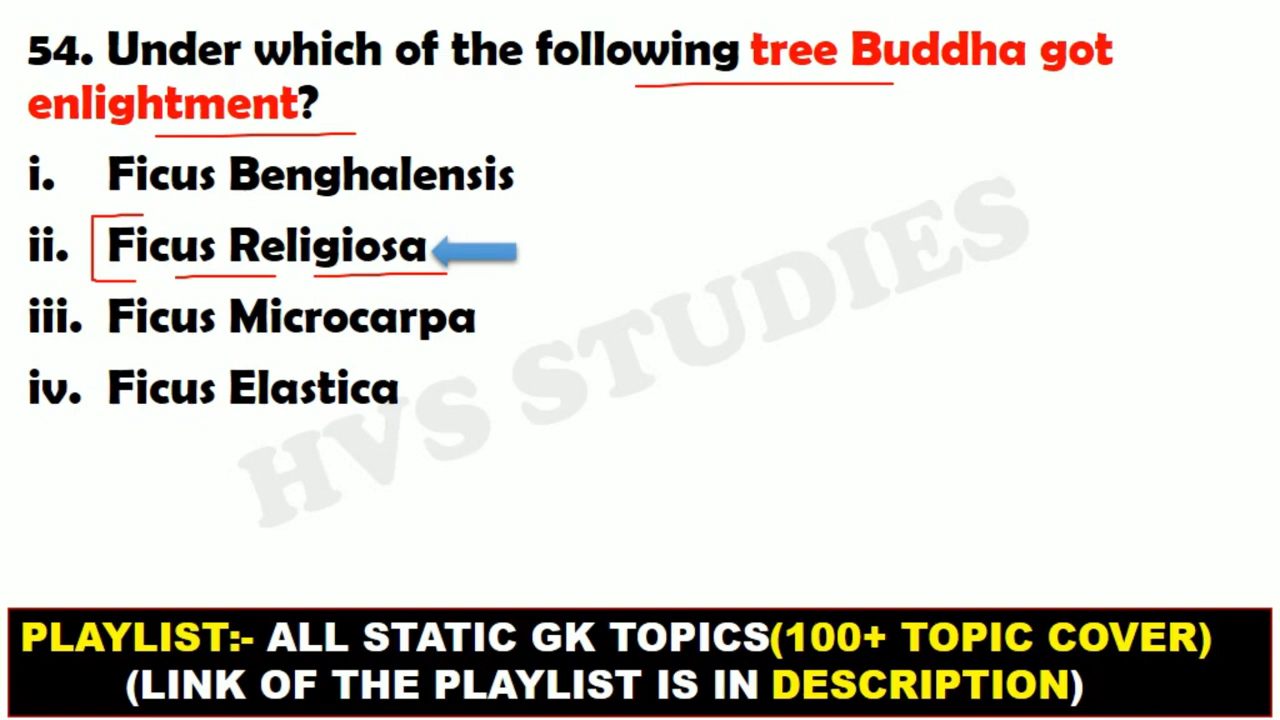 54. Under which of the following tree Buddha got
enlightment?
i. Ficus Benghalensis
ii. Ficus Religiosa
iii. Ficus Microcarpa
iv. Ficus Elastica
HVS STUDIES
PLAYLIST:- ALL STATIC GK TOPICS(100+ TOPIC COVER)
(LINK OF THE PLAYLIST IS IN DESCRIPTION)